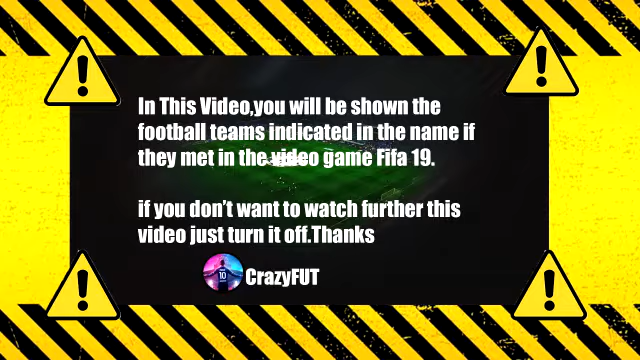 In This Video,you will be shown the
football teams indicated in the name if
they met in the video game Fifa 19.
if you don't want to watch further this
video just turn it off.Thanks
10
CrazyFUT